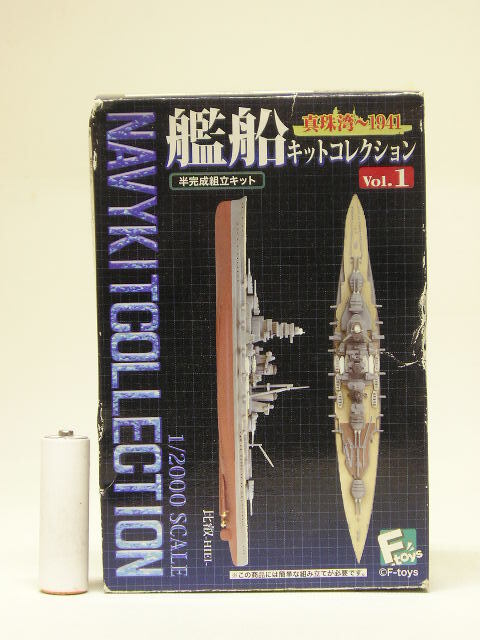 NAVY KIT COLLECTION
1/2000 SCALE
艦船
真珠湾〜1941
キットコレクション
Vol.1
半完成組立キット
比叡-HIEI-
※この商品には簡単な組み立てが必要です。
F-toys
©F-toys